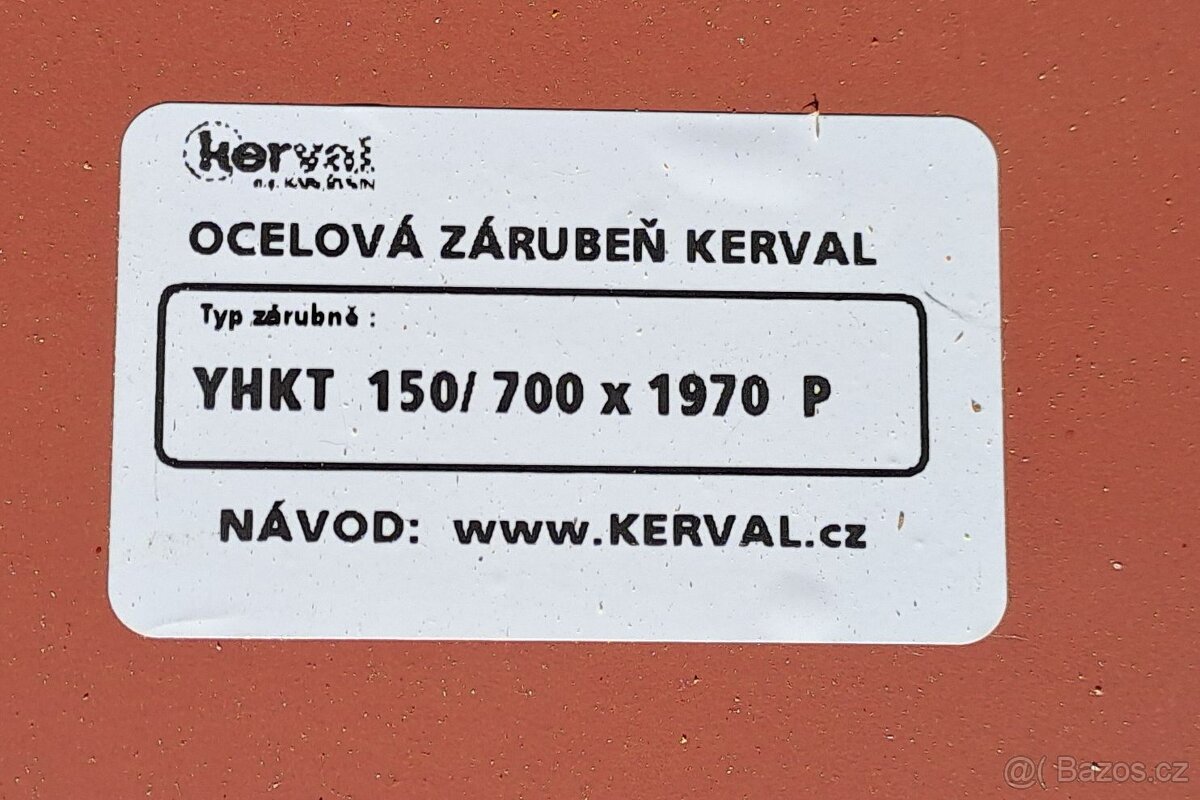 kerval
OCELOVÁ ZÁRUBEŇ KERVAL
Typ zárubně :
YHKT 150/ 700 x 1970 P
NÁVOD: www.KERVAL.cz
@( Bazos.cz